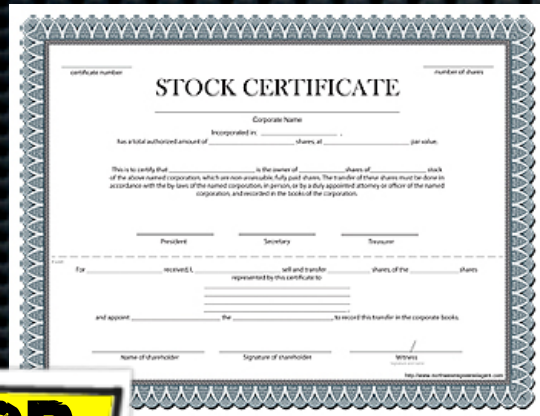 certificate number
number of shares
STOCK CERTIFICATE
Corporate Name
Incorporated in: ,
has a total authorized amount of shares, at par value.
This is to certify that is the owner of shares of stock
of the above named corporation, which are non-assessable, fully paid shares. The transfer of these shares must be done in
accordance with the by-laws of the named corporation, in person, or by a duly appointed attorney or officer of the named
corporation, and recorded in the books of the corporation.
President Secretary Treasurer
For received, I, sell and transfer shares, of the shares
represented by this certificate to
and appoint the to record this transfer in the corporate books.
Name of shareholder Signature of shareholder Witness